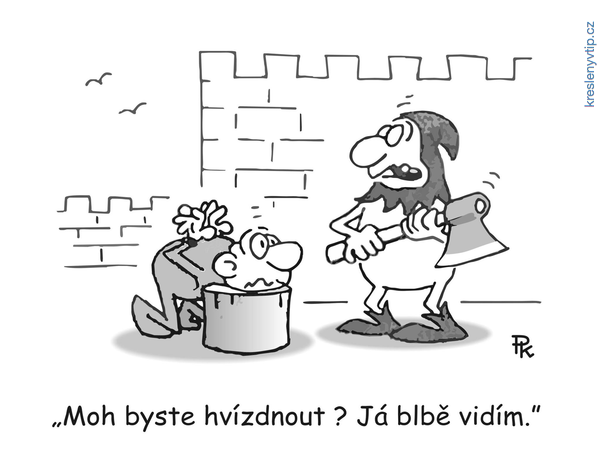 kreslenyvtip.cz
PK
„Moh byste hvízdnout ? Já blbě vidím.”